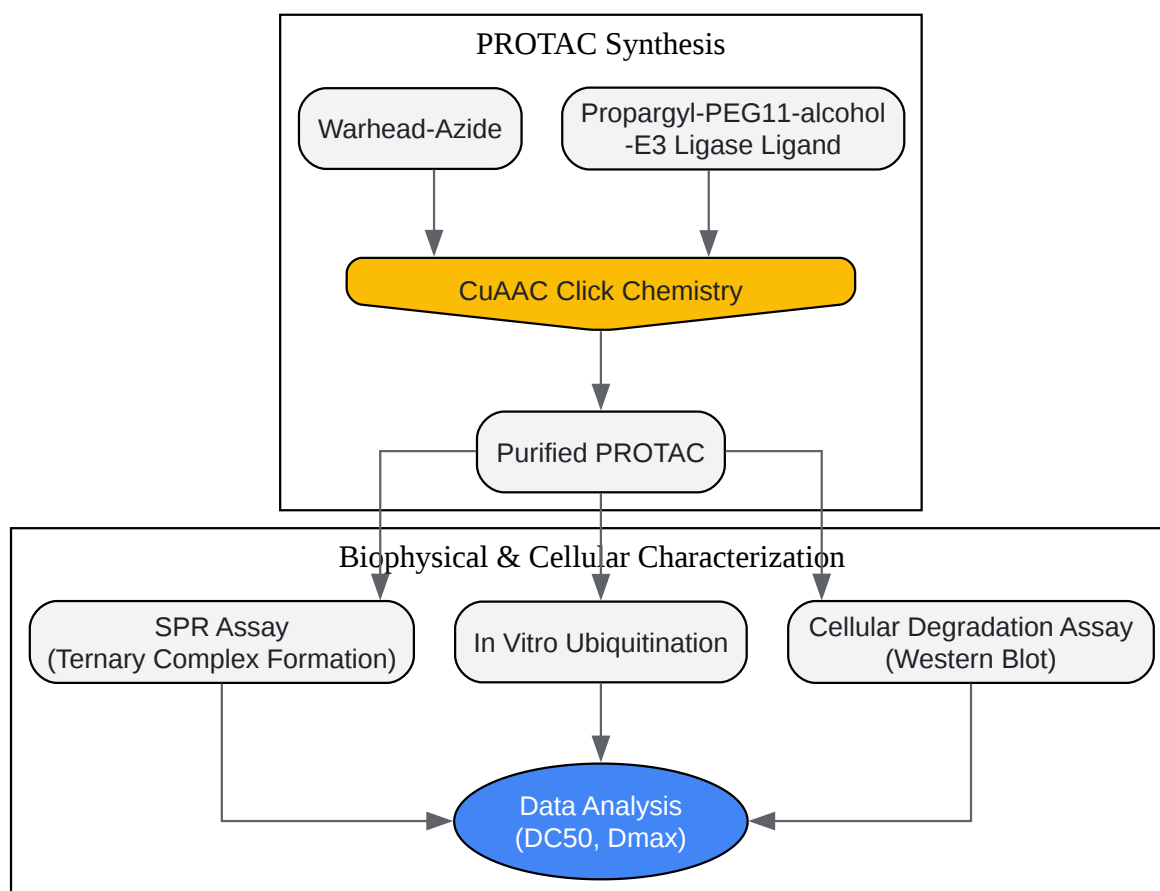 PROTAC Synthesis
Warhead-Azide
Propargyl-PEG11-alcohol
-E3 Ligase Ligand
CuAAC Click Chemistry
Purified PROTAC
Biophysical & Cellular Characterization
SPR Assay
(Ternary Complex Formation)
In Vitro Ubiquitination
Cellular Degradation Assay
(Western Blot)
Data Analysis
(DC50, Dmax)